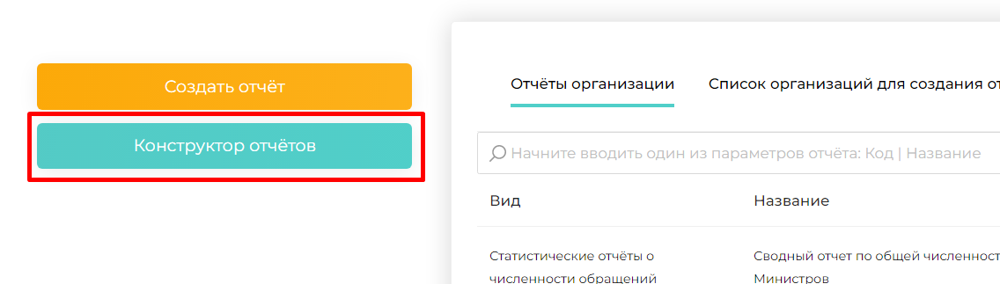 Создать отчёт
Конструктор отчётов
Отчёты организации
Список организаций для создания от
Начните вводить один из параметров отчёта: Код | Название
Вид
Название
Статистические отчёты о
численности обращений
Сводный отчет по общей численност
Министров